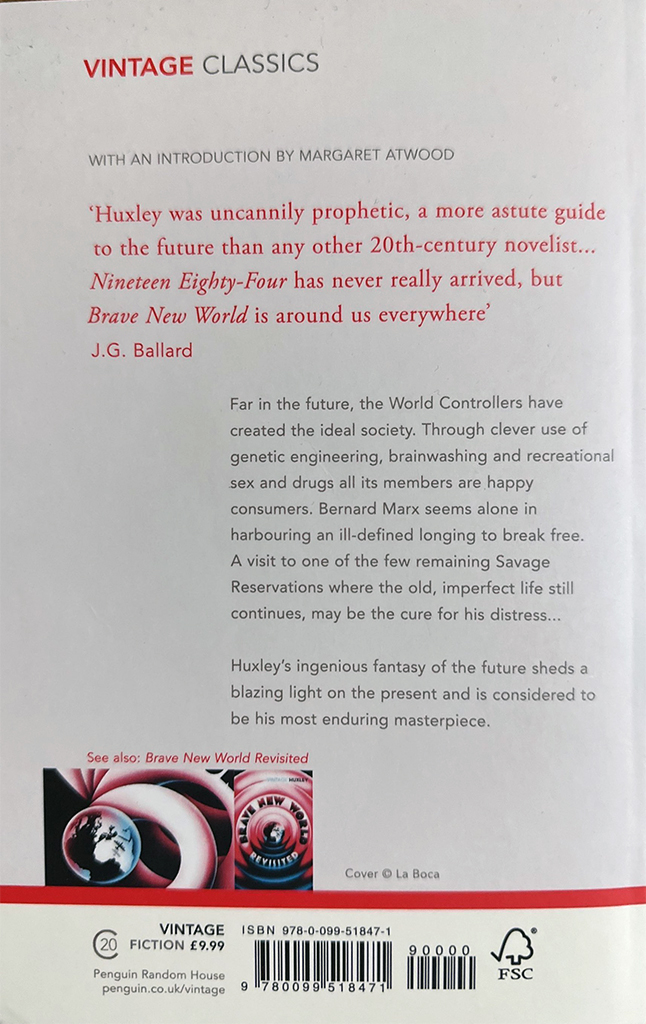 VINTAGE CLASSICS
WITH AN INTRODUCTION BY MARGARET ATWOOD
‘Huxley was uncannily prophetic, a more astute guide
to the future than any other 20th-century novelist...
Nineteen Eighty-Four has never really arrived, but
Brave New World is around us everywhere’
J.G. Ballard
Far in the future, the World Controllers have
created the ideal society. Through clever use of
genetic engineering, brainwashing and recreational
sex and drugs all its members are happy
consumers. Bernard Marx seems alone in
harbouring an ill-defined longing to break free.
A visit to one of the few remaining Savage
Reservations where the old, imperfect life still
continues, may be the cure for his distress...
Huxley’s ingenious fantasy of the future sheds a
blazing light on the present and is considered to
be his most enduring masterpiece.
See also: Brave New World Revisited
VINTAGE HUXLEY
BRAVE NEW WORLD
REVISITED
Cover © La Boca
C20
VINTAGE
FICTION £9.99
Penguin Random House
penguin.co.uk/vintage
ISBN 978-0-099-51847-1
90000
9 780099 518471
FSC®